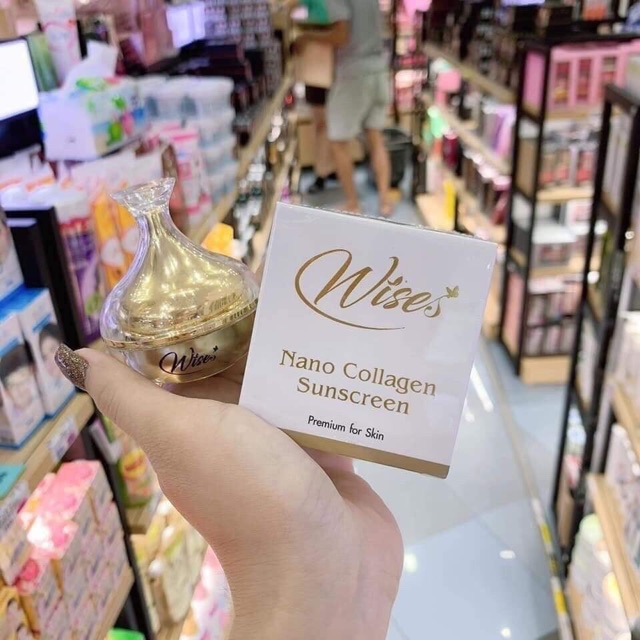 Wises
Nano Collagen
Sunscreen
Premium for Skin
Wises